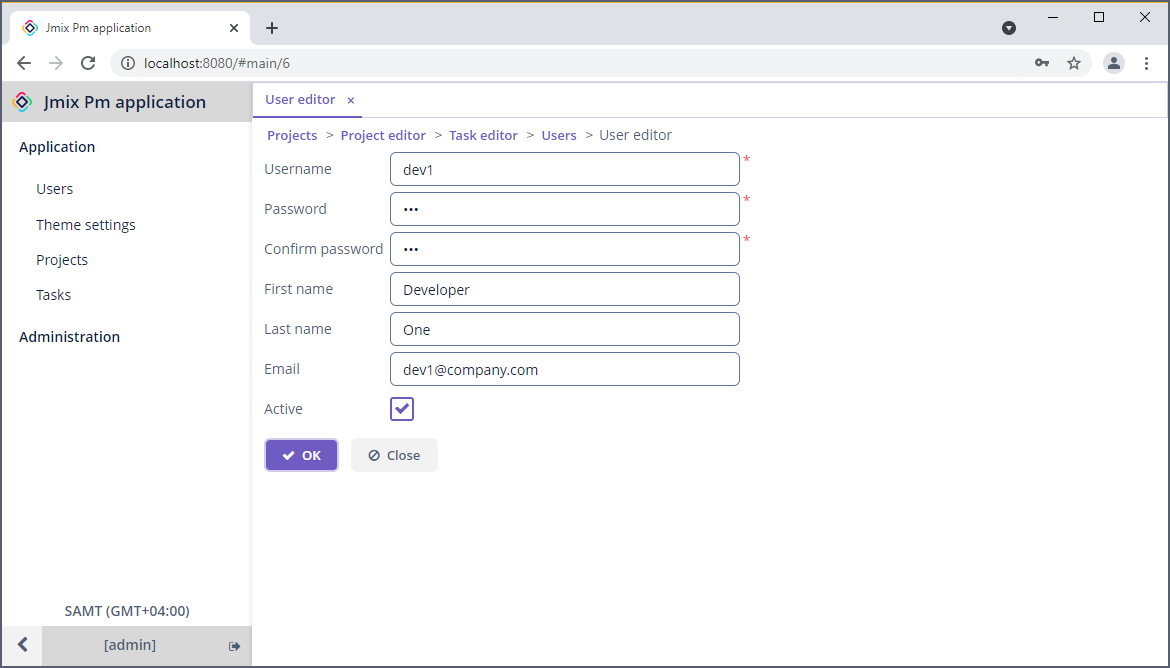 Jmix Pm application
localhost:8080/#main/6
Jmix Pm application
User editor
Application
Projects > Project editor > Task editor > Users > User editor
Username dev1 *
Users
Password ••• *
Theme settings
Confirm password ••• *
Projects
First name Developer
Tasks
Last name One
Administration
Email dev1@company.com
Active
OK Close
SAMT (GMT+04:00)
[admin]